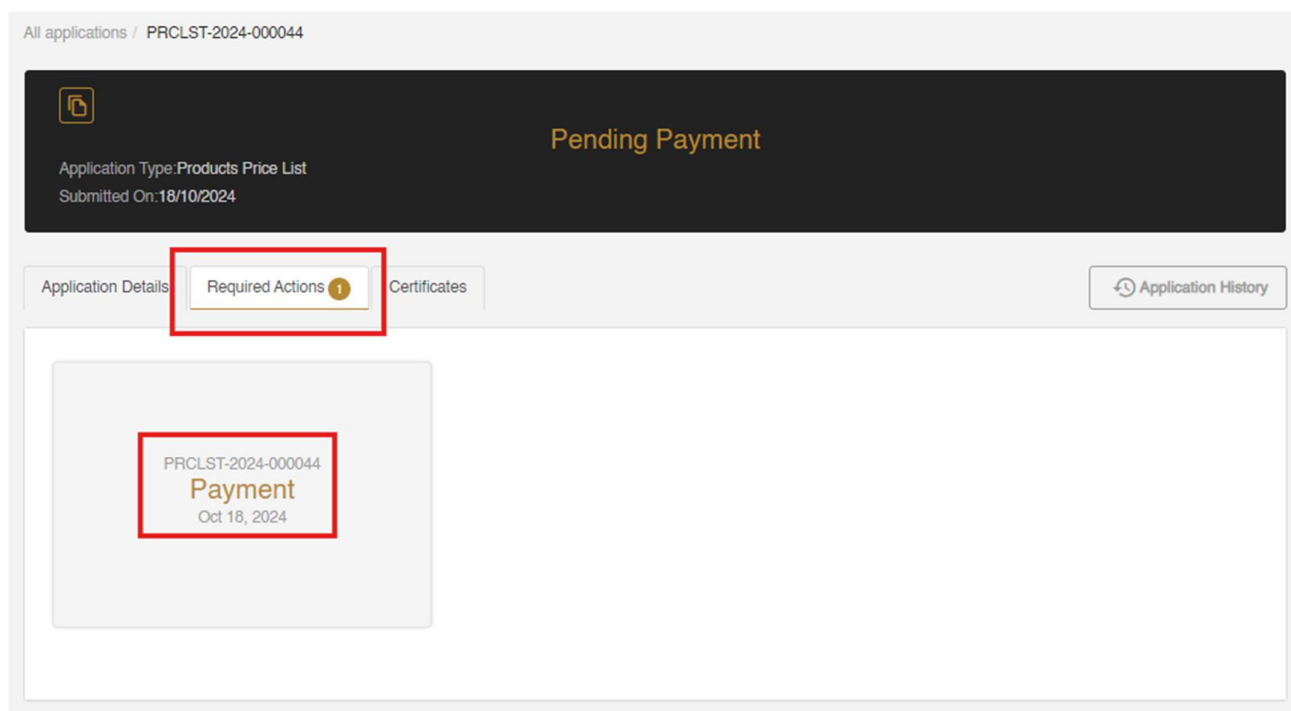 All applications / PRCLST-2024-000044
Pending Payment
Application Type:Products Price List
Submitted On:18/10/2024
Application Details
Required Actions 1
Certificates
Application History
PRCLST-2024-000044
Payment
Oct 18, 2024